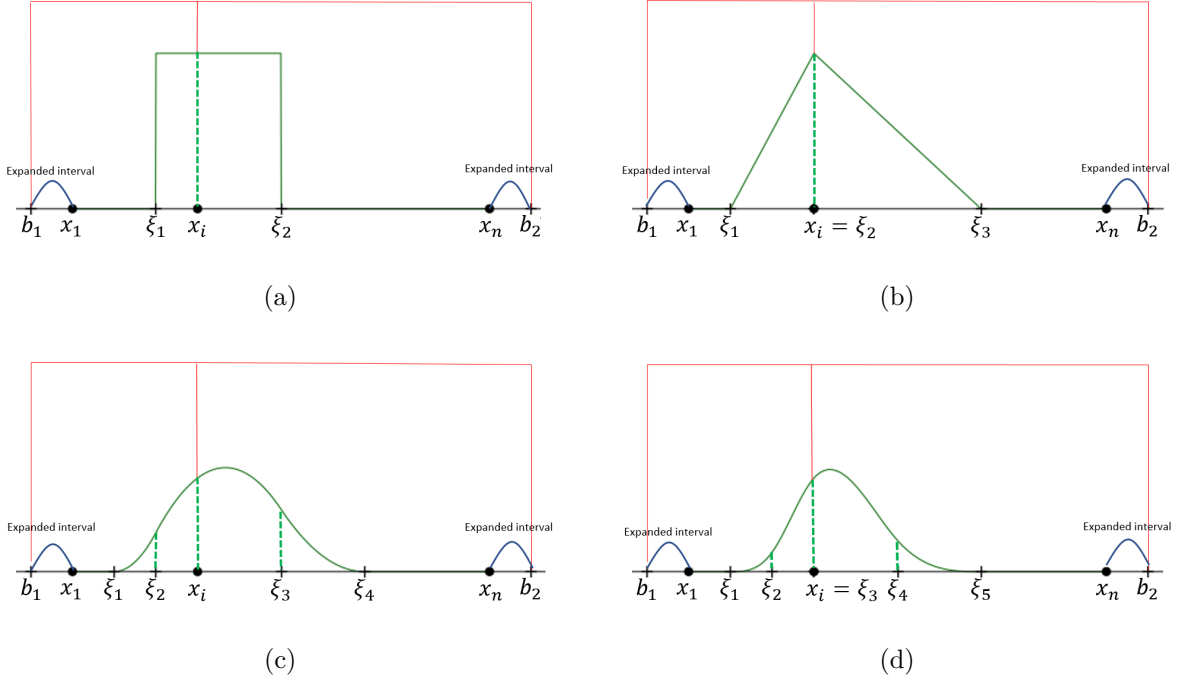 Expanded interval
Expanded interval
b₁ x₁ ξ₁ xᵢ ξ₂ xₙ b₂
(a)
Expanded interval
Expanded interval
b₁ x₁ ξ₁ xᵢ = ξ₂ ξ₃ xₙ b₂
(b)
Expanded interval
Expanded interval
b₁ x₁ ξ₁ ξ₂ xᵢ ξ₃ ξ₄ xₙ b₂
(c)
Expanded interval
Expanded interval
b₁ x₁ ξ₁ ξ₂ xᵢ = ξ₃ ξ₄ ξ₅ xₙ b₂
(d)